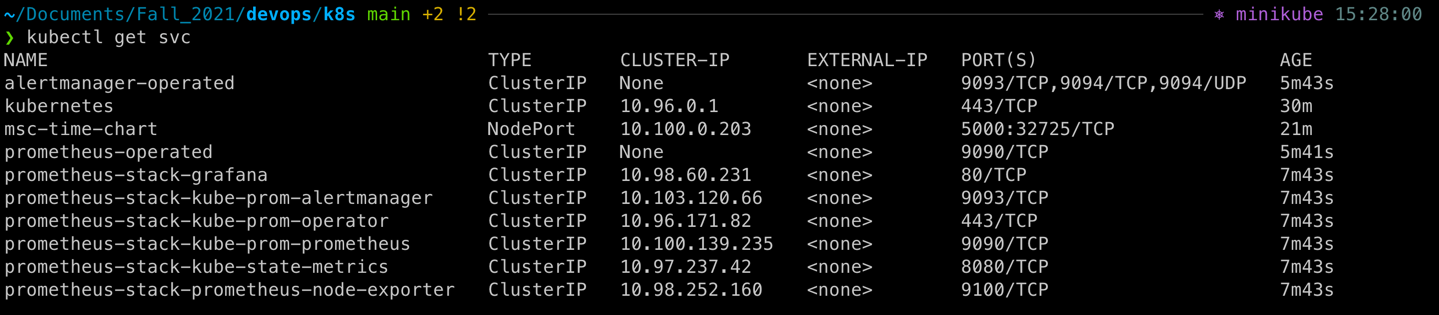 ~/Documents/Fall_2021/devops/k8s main +2 !2 ⎈ minikube 15:28:00
❯ kubectl get svc
NAME TYPE CLUSTER-IP EXTERNAL-IP PORT(S) AGE
alertmanager-operated ClusterIP None <none> 9093/TCP,9094/TCP,9094/UDP 5m43s
kubernetes ClusterIP 10.96.0.1 <none> 443/TCP 30m
msc-time-chart NodePort 10.100.0.203 <none> 5000:32725/TCP 21m
prometheus-operated ClusterIP None <none> 9090/TCP 5m41s
prometheus-stack-grafana ClusterIP 10.98.60.231 <none> 80/TCP 7m43s
prometheus-stack-kube-prom-alertmanager ClusterIP 10.103.120.66 <none> 9093/TCP 7m43s
prometheus-stack-kube-prom-operator ClusterIP 10.96.171.82 <none> 443/TCP 7m43s
prometheus-stack-kube-prom-prometheus ClusterIP 10.100.139.235 <none> 9090/TCP 7m43s
prometheus-stack-kube-state-metrics ClusterIP 10.97.237.42 <none> 8080/TCP 7m43s
prometheus-stack-prometheus-node-exporter ClusterIP 10.98.252.160 <none> 9100/TCP 7m43s